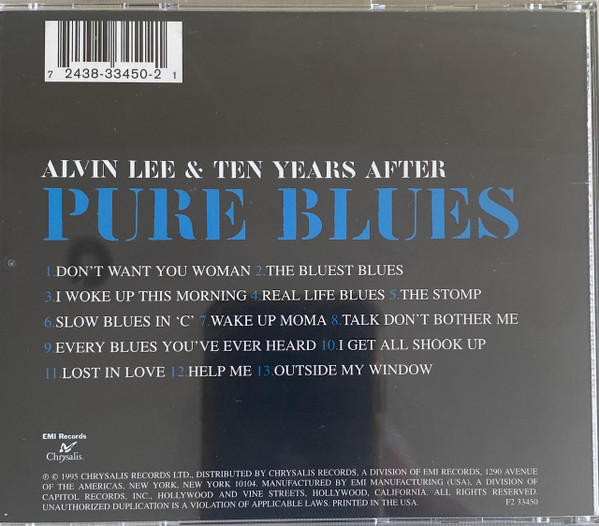 7 24383-33450-2 1
ALVIN LEE & TEN YEARS AFTER
PURE BLUES
1.DON'T WANT YOU WOMAN 2.THE BLUEST BLUES
3.I WOKE UP THIS MORNING 4.REAL LIFE BLUES 5.THE STOMP
6.SLOW BLUES IN 'C' 7.WAKE UP MOMA 8.TALK DON'T BOTHER ME
9.EVERY BLUES YOU'VE EVER HEARD 10.I GET ALL SHOOK UP
11.LOST IN LOVE 12.HELP ME 13.OUTSIDE MY WINDOW
EMI Records
Chrysalis.
℗ © 1995 CHRYSALIS RECORDS LTD., DISTRIBUTED BY CHRYSALIS RECORDS, A DIVISION OF EMI RECORDS, 1290 AVENUE
OF THE AMERICAS, NEW YORK, NEW YORK 10104. MANUFACTURED BY EMI MANUFACTURING (USA), A DIVISION OF
CAPITOL RECORDS, INC., HOLLYWOOD AND VINE STREETS, HOLLYWOOD, CALIFORNIA. ALL RIGHTS RESERVED.
UNAUTHORIZED DUPLICATION IS A VIOLATION OF APPLICABLE LAWS. PRINTED IN THE USA. F2 33450